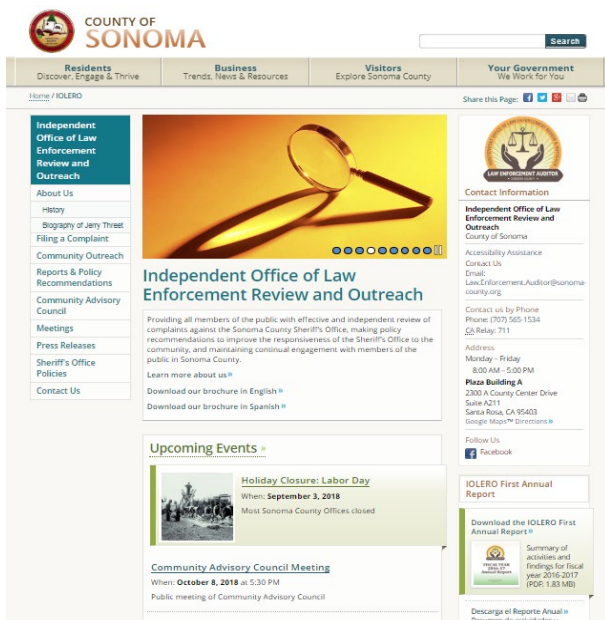 COUNTY OF
SONOMA
Search
Residents
Discover, Engage & Thrive
Business
Trends, News & Resources
Visitors
Explore Sonoma County
Your Government
We Work for You
Home / IOLERO
Share this Page:
Independent
Office of Law
Enforcement
Review and
Outreach
About Us
History
Biography of Jerry Threet
Filing a Complaint
Community Outreach
Reports & Policy
Recommendations
Community Advisory
Council
Meetings
Press Releases
Sheriff's Office
Policies
Contact Us
Independent Office of Law
Enforcement Review and Outreach
Providing all members of the public with effective and independent review of
complaints against the Sonoma County Sheriff's Office, making policy
recommendations to improve the responsiveness of the Sheriff's Office to the
community, and maintaining continual engagement with members of the
public in Sonoma County.
Learn more about us»
Download our brochure in English »
Download our brochure in Spanish »
Upcoming Events »
Holiday Closure: Labor Day
When: September 3, 2018
Most Sonoma County Offices closed
Community Advisory Council Meeting
When: October 8, 2018 at 5:30 PM
Public meeting of Community Advisory Council
LAW ENFORCEMENT AUDITOR
Contact Information
Independent Office of Law
Enforcement Review and
Outreach
County of Sonoma
Accessibility Assistance
Contact Us
Email:
Law.Enforcement.Auditor@sonoma-
county.org
Contact us by Phone
Phone: (707) 565-1534
CA Relay: 711
Address
Monday – Friday
8:00 AM – 5:00 PM
Plaza Building A
2300 A County Center Drive
Suite A211
Santa Rosa, CA 95403
Google Maps™ Directions »
Follow Us
Facebook
IOLERO First Annual
Report
Download the IOLERO First
Annual Report»
FISCAL YEAR
2016-17
Annual Report
Summary of
activities and
findings for fiscal
year 2016-2017
(PDF: 1.83 MB)
Descarga el Reporte Anual »